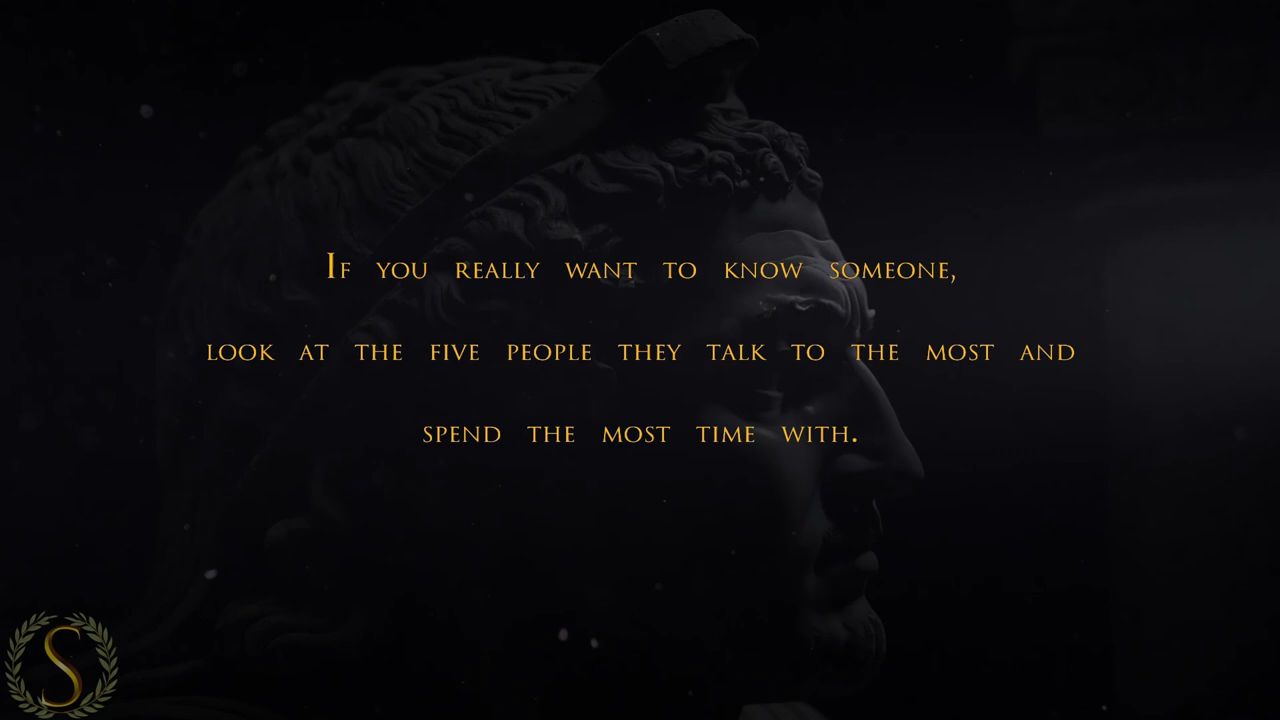 If you really want to know someone,
look at the five people they talk to the most and
spend the most time with.
S